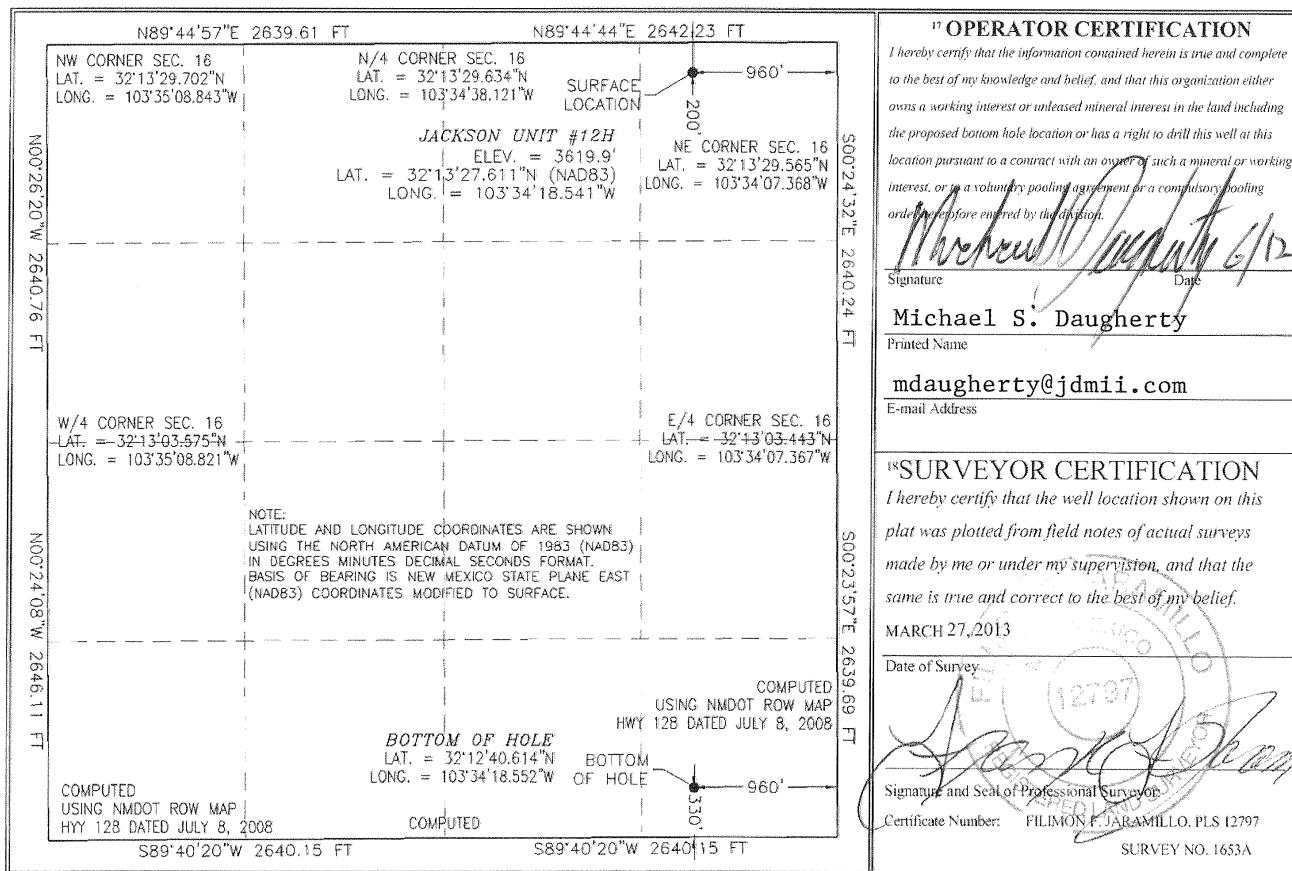 N89°44'57"E 2639.61 FT
N89°44'44"E 2642.23 FT
NW CORNER SEC. 16
LAT. = 32°13'29.702"N
LONG. = 103°35'08.843"W
N/4 CORNER SEC. 16
LAT. = 32°13'29.634"N
LONG. = 103°34'38.121"W
SURFACE
LOCATION
960'
200'
JACKSON UNIT #12H
ELEV. = 3619.9'
LAT. = 32°13'27.611"N (NAD83)
LONG. = 103°34'18.541"W
NE CORNER SEC. 16
LAT. = 32°13'29.565"N
LONG. = 103°34'07.368"W
N00°26'20"W 2640.76 FT
S00°24'32"E 2640.24 FT
W/4 CORNER SEC. 16
LAT. = 32°13'03.575"N
LONG. = 103°35'08.821"W
E/4 CORNER SEC. 16
LAT. = 32°13'03.443"N
LONG. = 103°34'07.367"W
NOTE:
LATITUDE AND LONGITUDE COORDINATES ARE SHOWN
USING THE NORTH AMERICAN DATUM OF 1983 (NAD83)
IN DEGREES MINUTES DECIMAL SECONDS FORMAT.
BASIS OF BEARING IS NEW MEXICO STATE PLANE EAST
(NAD83) COORDINATES MODIFIED TO SURFACE.
N00°24'08"W 2646.11 FT
S00°23'57"E 2639.69 FT
COMPUTED
USING NMDOT ROW MAP
HWY 128 DATED JULY 8, 2008
BOTTOM OF HOLE
LAT. = 32°12'40.614"N
LONG. = 103°34'18.552"W
BOTTOM
OF HOLE
960'
330'
COMPUTED
USING NMDOT ROW MAP
HYY 128 DATED JULY 8, 2008
COMPUTED
S89°40'20"W 2640.15 FT
S89°40'20"W 2640.15 FT
17 OPERATOR CERTIFICATION
I hereby certify that the information contained herein is true and complete
to the best of my knowledge and belief, and that this organization either
owns a working interest or unleased mineral interest in the land including
the proposed bottom hole location or has a right to drill this well at this
location pursuant to a contract with an owner of such a mineral or working
interest, or to a voluntary pooling agreement or a compulsory pooling
order heretofore entered by the division.
6/12
Signature Date
Michael S. Daugherty
Printed Name
mdaugherty@jdmii.com
E-mail Address
18 SURVEYOR CERTIFICATION
I hereby certify that the well location shown on this
plat was plotted from field notes of actual surveys
made by me or under my supervision, and that the
same is true and correct to the best of my belief.
MARCH 27, 2013
Date of Survey
JARAMILLO
12797
REGISTERED LAND SURVEYOR
Signature and Seal of Professional Surveyor:
Certificate Number: FILIMON F. JARAMILLO, PLS 12797
SURVEY NO. 1653A